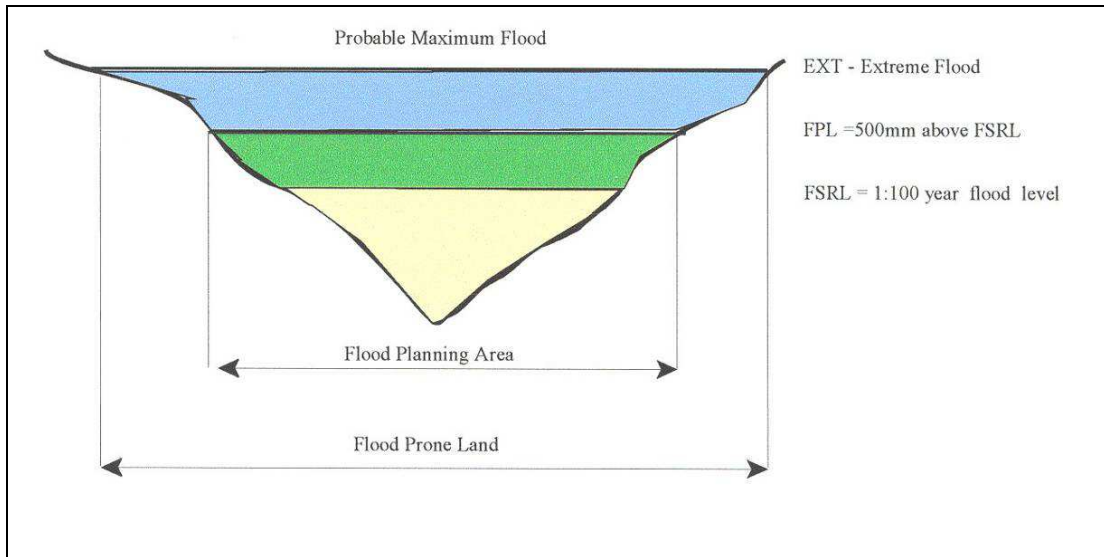 Probable Maximum Flood
EXT - Extreme Flood
FPL =500mm above FSRL
FSRL = 1:100 year flood level
Flood Planning Area
Flood Prone Land